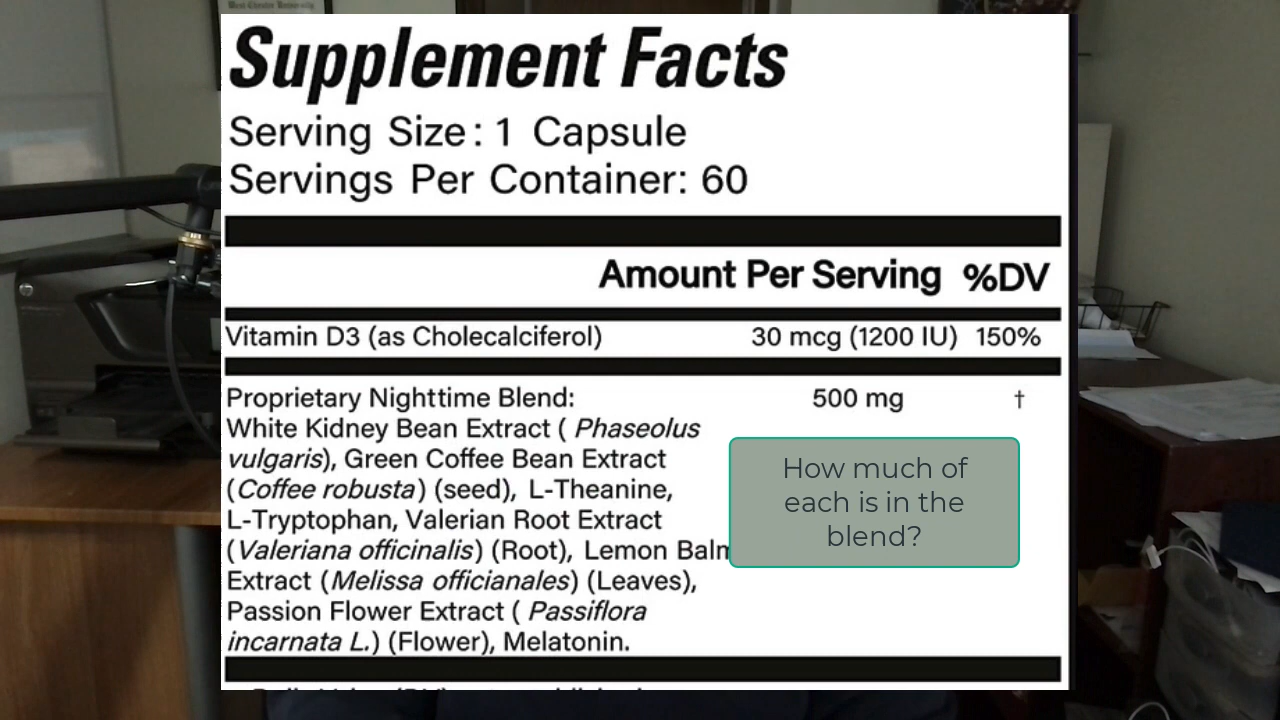 West Chester University
Supplement Facts
Serving Size: 1 Capsule
Servings Per Container: 60
Amount Per Serving %DV
Vitamin D3 (as Cholecalciferol) 30 mcg (1200 IU) 150%
Proprietary Nighttime Blend: 500 mg †
White Kidney Bean Extract ( Phaseolus
vulgaris), Green Coffee Bean Extract
(Coffee robusta) (seed), L-Theanine,
L-Tryptophan, Valerian Root Extract
(Valeriana officinalis) (Root), Lemon Balm
Extract (Melissa officianales) (Leaves),
Passion Flower Extract ( Passiflora
incarnata L.) (Flower), Melatonin.
How much of
each is in the
blend?